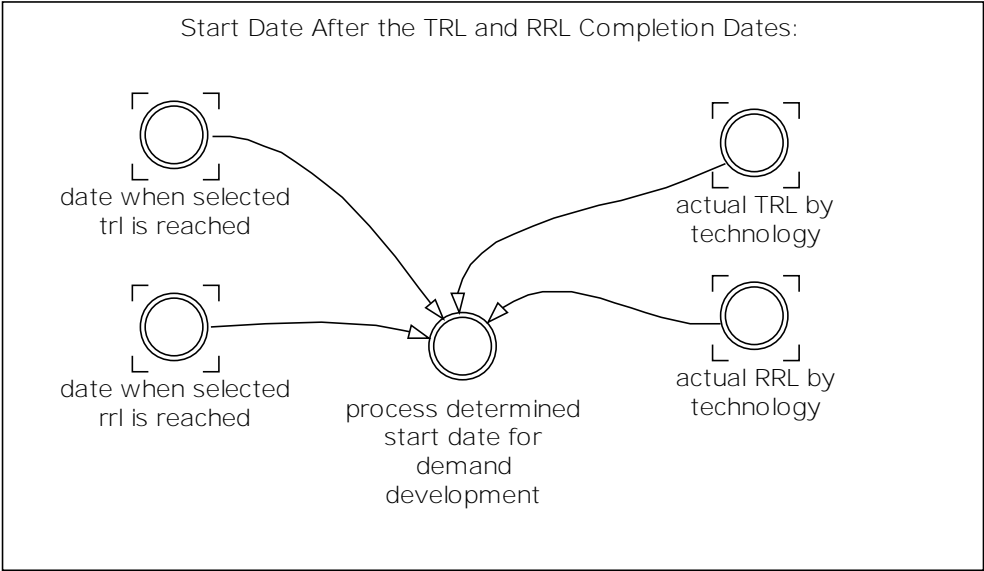 Start Date After the TRL and RRL Completion Dates:
date when selected
trl is reached
actual TRL by
technology
date when selected
rrl is reached
actual RRL by
technology
process determined
start date for
demand
development